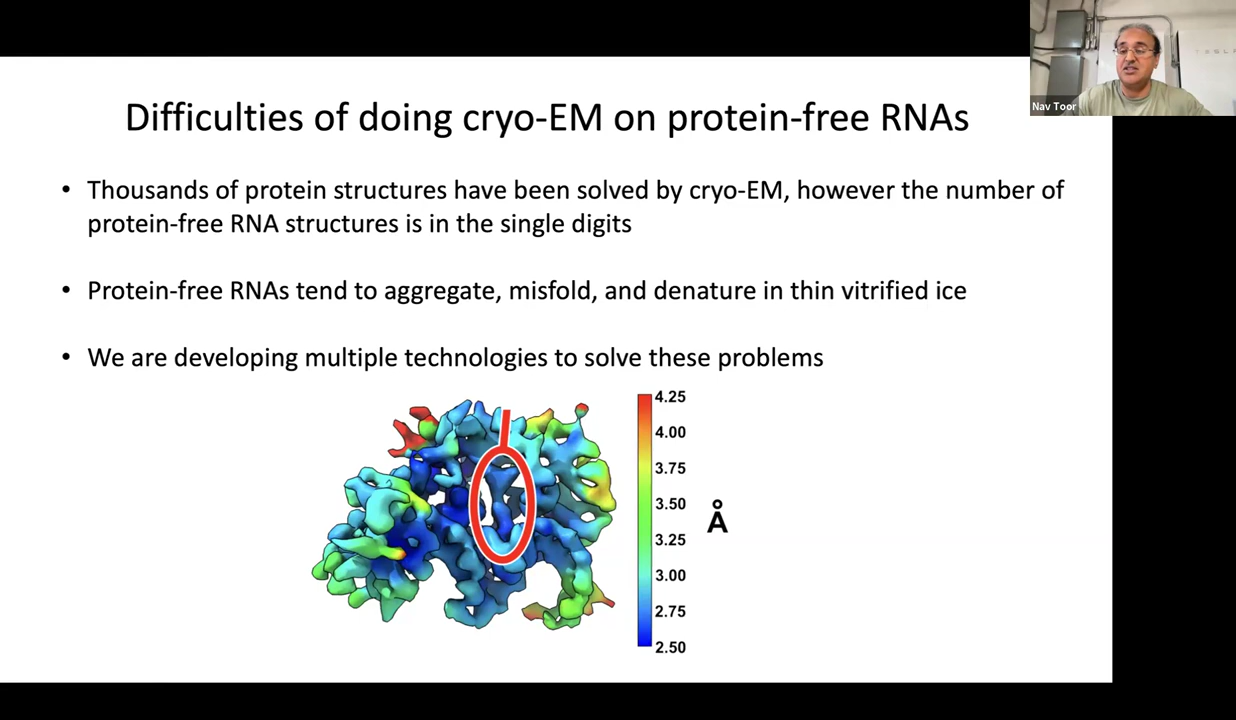 Difficulties of doing cryo-EM on protein-free RNAs
Nav Toor
• Thousands of protein structures have been solved by cryo-EM, however the number of
protein-free RNA structures is in the single digits
• Protein-free RNAs tend to aggregate, misfold, and denature in thin vitrified ice
• We are developing multiple technologies to solve these problems
4.25
4.00
3.75
3.50
3.25
3.00
2.75
2.50
Å